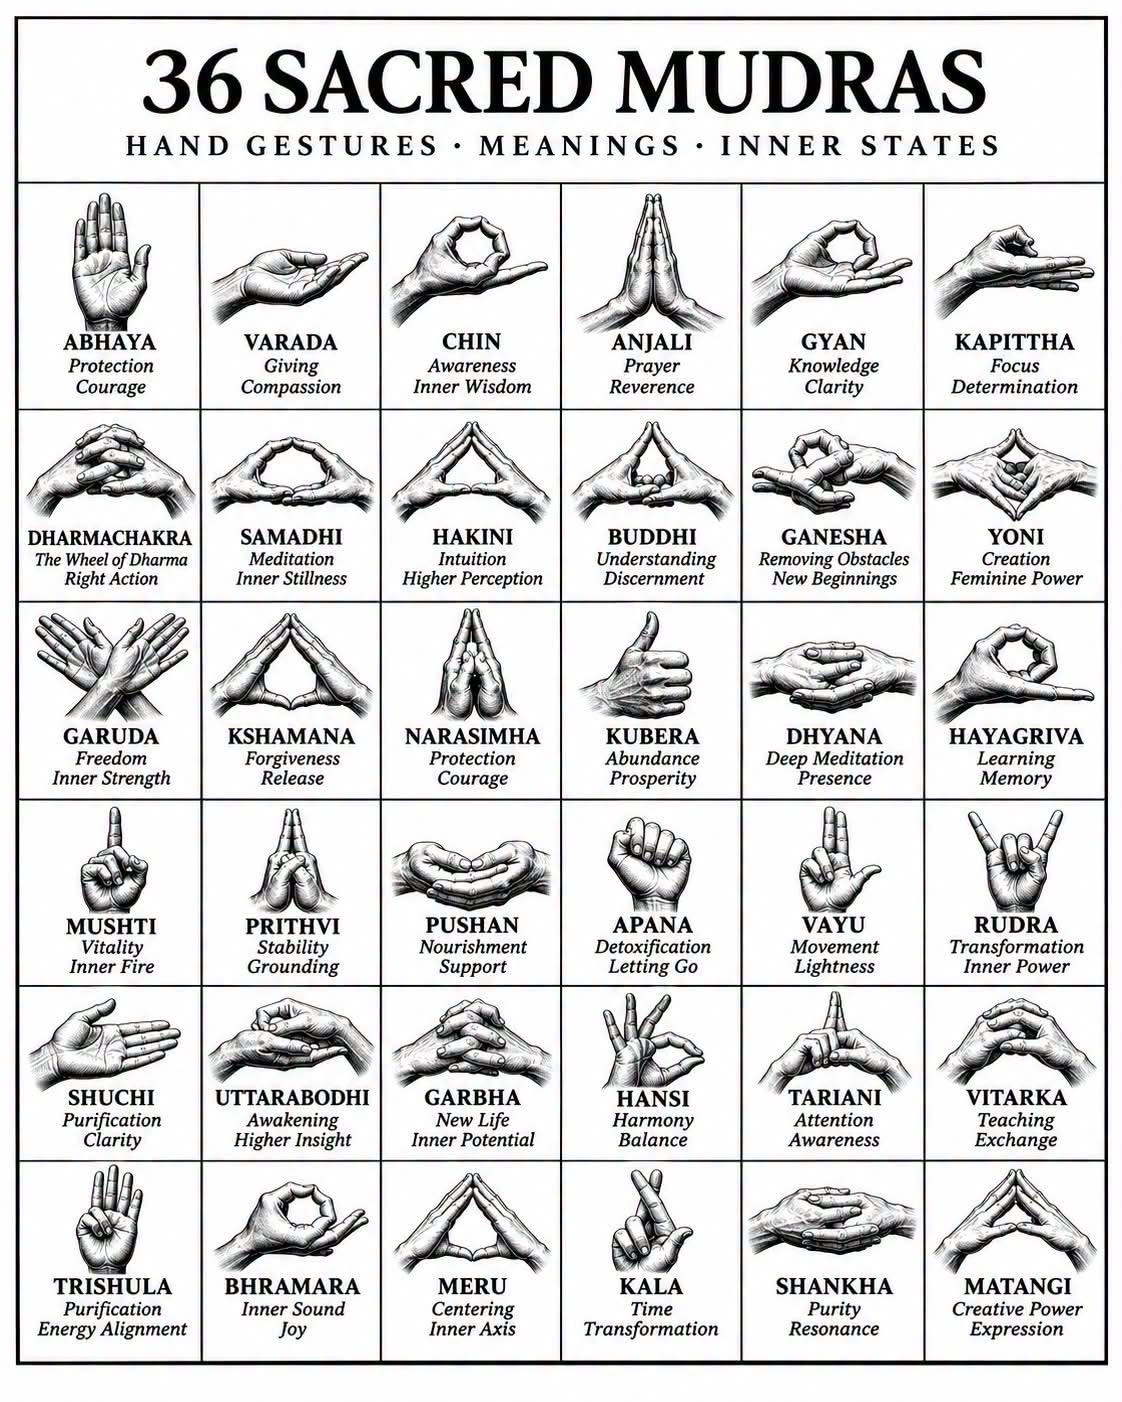 36 SACRED MUDRAS
HAND GESTURES · MEANINGS · INNER STATES
ABHAYA
Protection
Courage
VARADA
Giving
Compassion
CHIN
Awareness
Inner Wisdom
ANJALI
Prayer
Reverence
GYAN
Knowledge
Clarity
KAPITTHA
Focus
Determination
DHARMACHAKRA
The Wheel of Dharma
Right Action
SAMADHI
Meditation
Inner Stillness
HAKINI
Intuition
Higher Perception
BUDDHI
Understanding
Discernment
GANESHA
Removing Obstacles
New Beginnings
YONI
Creation
Feminine Power
GARUDA
Freedom
Inner Strength
KSHAMANA
Forgiveness
Release
NARASIMHA
Protection
Courage
KUBERA
Abundance
Prosperity
DHYANA
Deep Meditation
Presence
HAYAGRIVA
Learning
Memory
MUSHTI
Vitality
Inner Fire
PRITHVI
Stability
Grounding
PUSHAN
Nourishment
Support
APANA
Detoxification
Letting Go
VAYU
Movement
Lightness
RUDRA
Transformation
Inner Power
SHUCHI
Purification
Clarity
UTTARABODHI
Awakening
Higher Insight
GARBHA
New Life
Inner Potential
HANSI
Harmony
Balance
TARIANI
Attention
Awareness
VITARKA
Teaching
Exchange
TRISHULA
Purification
Energy Alignment
BHRAMARA
Inner Sound
Joy
MERU
Centering
Inner Axis
KALA
Time
Transformation
SHANKHA
Purity
Resonance
MATANGI
Creative Power
Expression